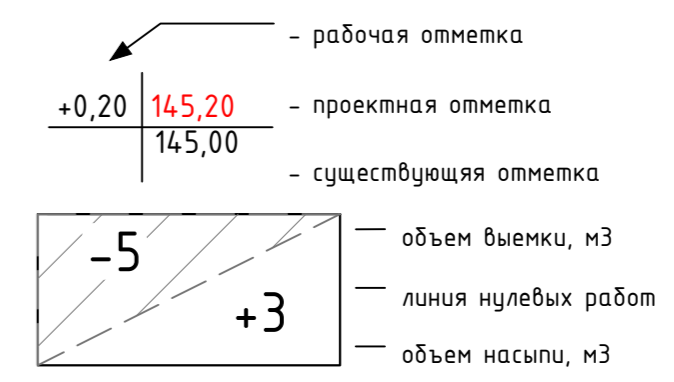 - рабочая отметка
+0,20 145,20 - проектная отметка
145,00
- существующяя отметка
-5 объем выемки, м3
линия нулевых работ
+3
объем насыпи, м3